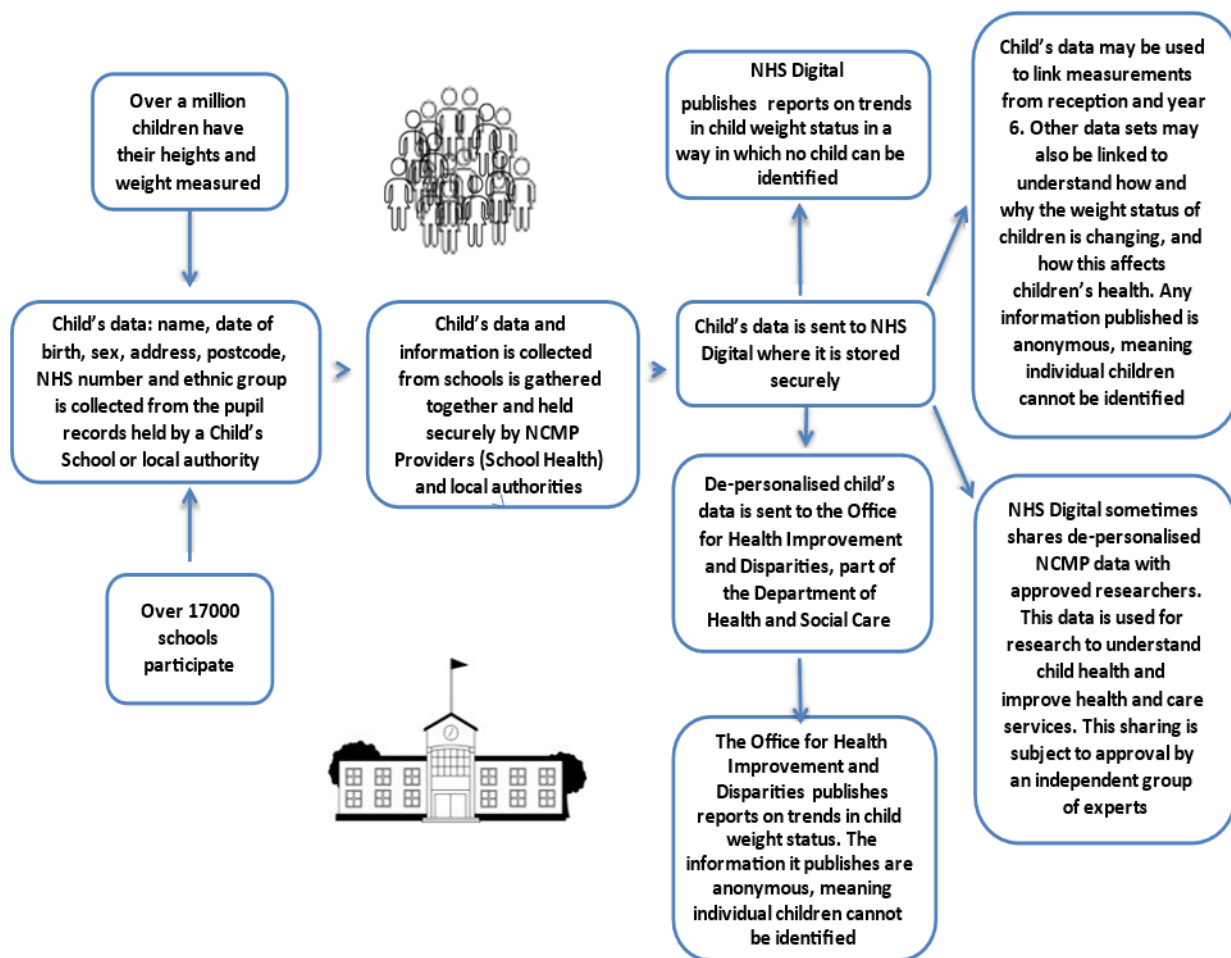 Over a million
children have
their heights and
weight measured
Child's data: name, date of
birth, sex, address, postcode,
NHS number and ethnic group
is collected from the pupil
records held by a Child's
School or local authority
Over 17000
schools
participate
Child's data and
information is collected
from schools is gathered
together and held
securely by NCMP
Providers (School Health)
and local authorities
NHS Digital
publishes reports on trends
in child weight status in a
way in which no child can be
identified
Child's data is sent to NHS
Digital where it is stored
securely
De-personalised child's
data is sent to the Office
for Health Improvement
and Disparities, part of
the Department of
Health and Social Care
The Office for Health
Improvement and
Disparities publishes
reports on trends in child
weight status. The
information it publishes are
anonymous, meaning
individual children cannot
be identified
Child's data may be used
to link measurements
from reception and year
6. Other data sets may
also be linked to
understand how and
why the weight status of
children is changing, and
how this affects
children's health. Any
information published is
anonymous, meaning
individual children
cannot be identified
NHS Digital sometimes
shares de-personalised
NCMP data with
approved researchers.
This data is used for
research to understand
child health and
improve health and care
services. This sharing is
subject to approval by
an independent group
of experts